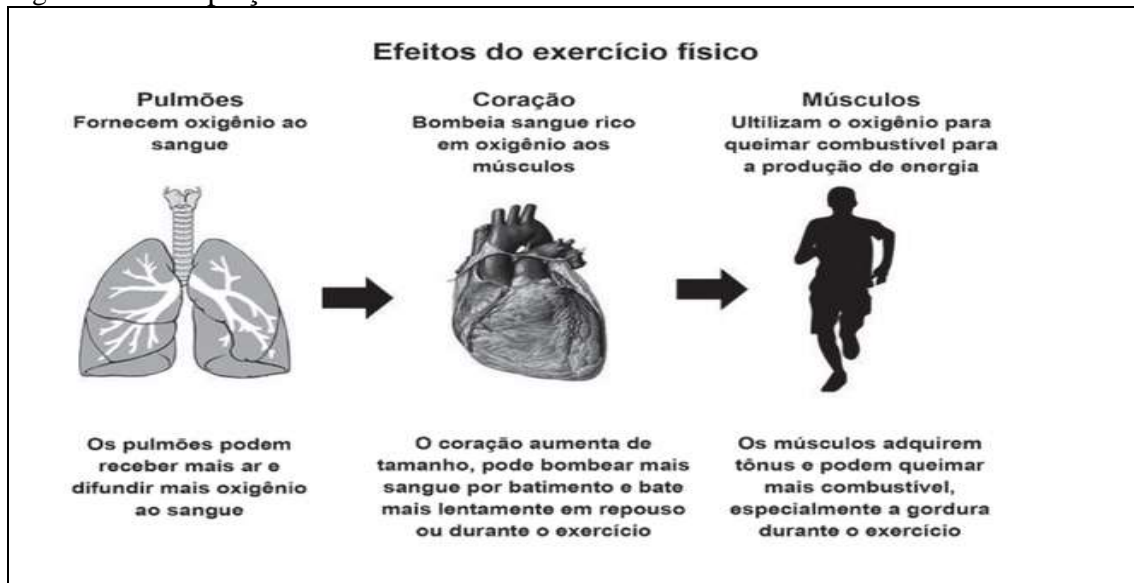 Efeitos do exercício físico
Pulmões
Fornecem oxigênio ao
sangue
Coração
Bombeia sangue rico
em oxigênio aos
músculos
Músculos
Ultilizam o oxigênio para
queimar combustível para
a produção de energia
Os pulmões podem
receber mais ar e
difundir mais oxigênio
ao sangue
O coração aumenta de
tamanho, pode bombear mais
sangue por batimento e bate
mais lentamente em repouso
ou durante o exercício
Os músculos adquirem
tônus e podem queimar
mais combustível,
especialmente a gordura
durante o exercício